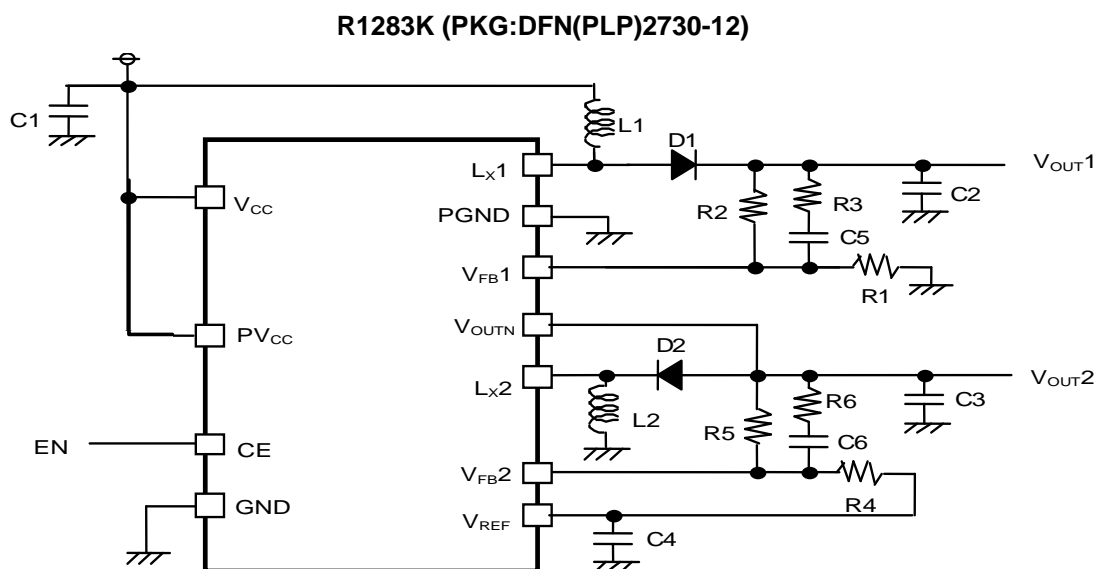 R1283K (PKG:DFN(PLP)2730-12)
C1
L1
D1
LX1
VOUT1
VCC
R2
R3
C2
PGND
C5
VFB1
R1
VOUTN
PVCC
D2
LX2
VOUT2
R6
C3
L2
R5
EN
CE
C6
VFB2
R4
GND
VREF
C4